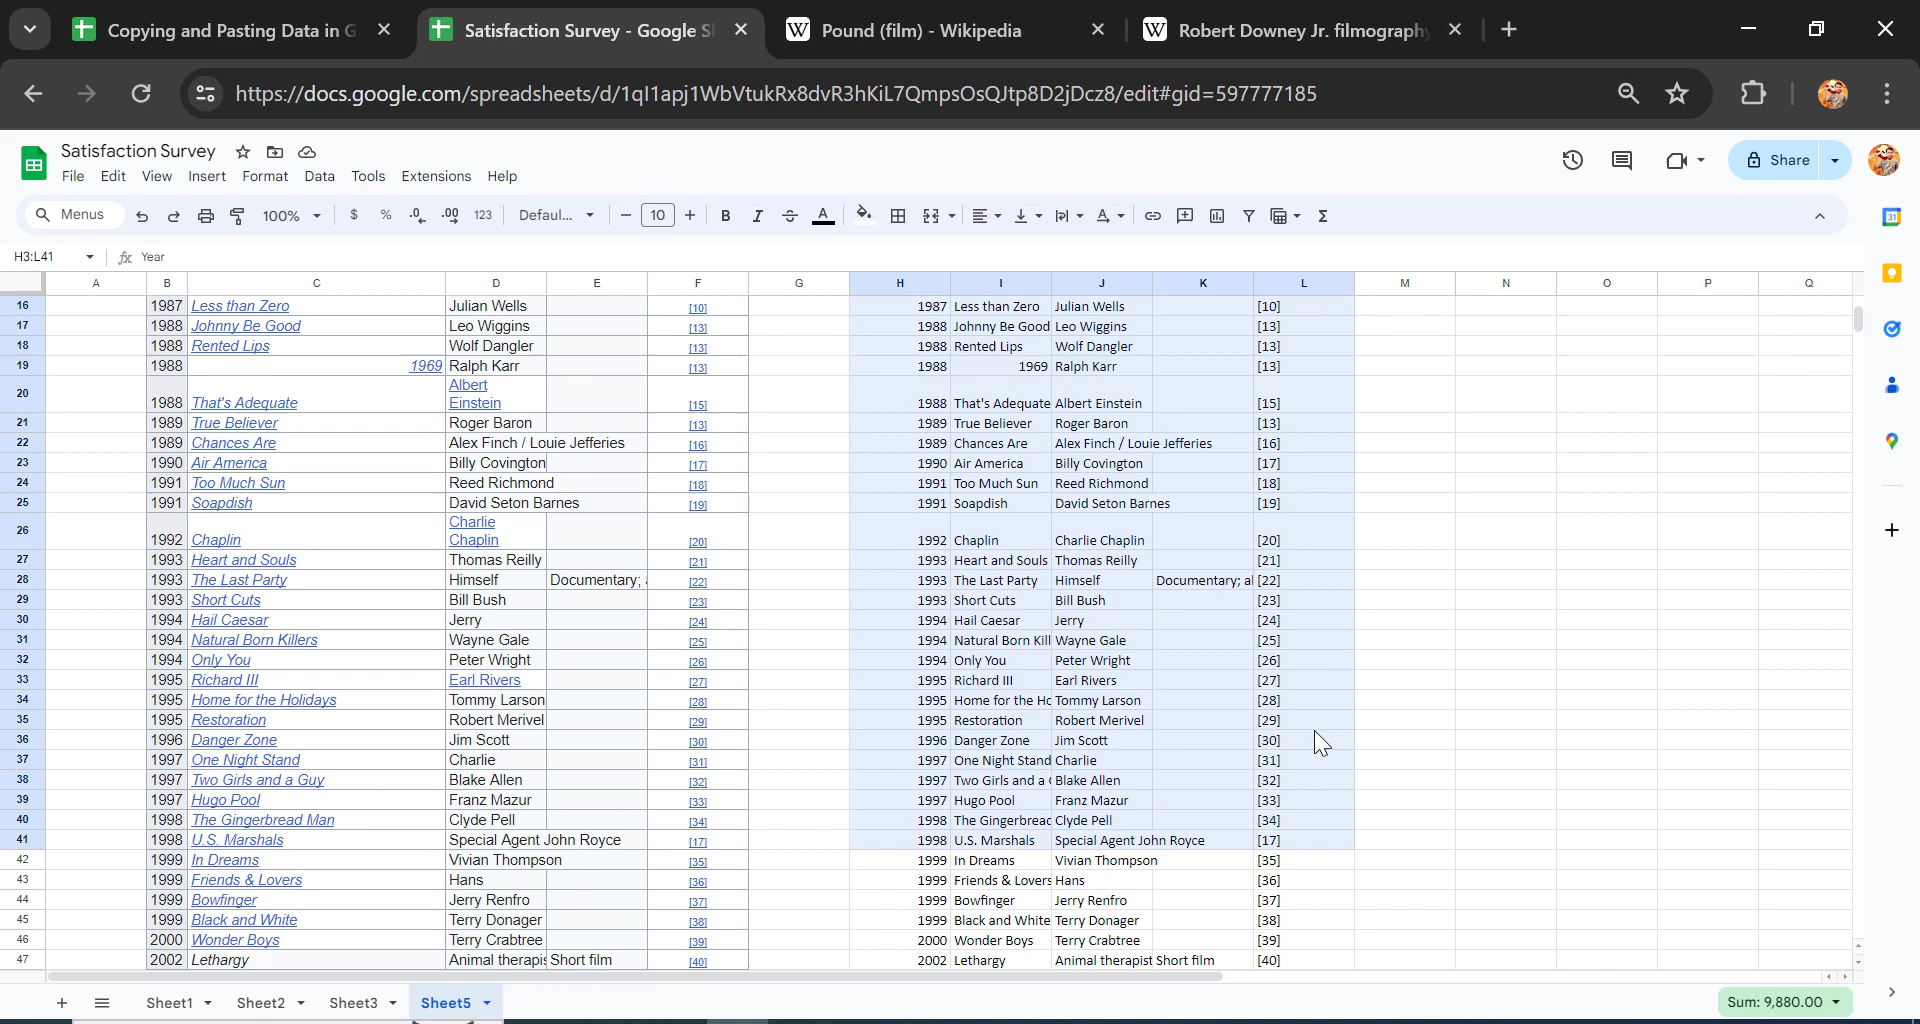 Copying and Pasting Data in G
Satisfaction Survey - Google S
Pound (film) - Wikipedia
Robert Downey Jr. filmography
https://docs.google.com/spreadsheets/d/1qI1apj1WbVtukRx8dvR3hKiL7QmpsOsQJtp8D2jDcz8/edit#gid=597777185
Satisfaction Survey
Share
File Edit View Insert Format Data Tools Extensions Help
Menus 100% $ % .0 .00 123 Defaul... − 10 + B I A Σ
H3:L41 fx Year
A B C D E F G H I J K L M N O P Q
16 1987 Less than Zero Julian Wells [10] 1987 Less than Zero Julian Wells [10]
17 1988 Johnny Be Good Leo Wiggins [13] 1988 Johnny Be Good Leo Wiggins [13]
18 1988 Rented Lips Wolf Dangler [13] 1988 Rented Lips Wolf Dangler [13]
19 1988 1969 Ralph Karr [13] 1988 1969 Ralph Karr [13]
20 1988 That's Adequate Albert Einstein [15] 1988 That's Adequate Albert Einstein [15]
21 1989 True Believer Roger Baron [13] 1989 True Believer Roger Baron [13]
22 1989 Chances Are Alex Finch / Louie Jefferies [16] 1989 Chances Are Alex Finch / Louie Jefferies [16]
23 1990 Air America Billy Covington [17] 1990 Air America Billy Covington [17]
24 1991 Too Much Sun Reed Richmond [18] 1991 Too Much Sun Reed Richmond [18]
25 1991 Soapdish David Seton Barnes [19] 1991 Soapdish David Seton Barnes [19]
26 1992 Chaplin Charlie Chaplin [20] 1992 Chaplin Charlie Chaplin [20]
27 1993 Heart and Souls Thomas Reilly [21] 1993 Heart and Souls Thomas Reilly [21]
28 1993 The Last Party Himself Documentary; [22] 1993 The Last Party Himself Documentary; al [22]
29 1993 Short Cuts Bill Bush [23] 1993 Short Cuts Bill Bush [23]
30 1994 Hail Caesar Jerry [24] 1994 Hail Caesar Jerry [24]
31 1994 Natural Born Killers Wayne Gale [25] 1994 Natural Born Kill Wayne Gale [25]
32 1994 Only You Peter Wright [26] 1994 Only You Peter Wright [26]
33 1995 Richard III Earl Rivers [27] 1995 Richard III Earl Rivers [27]
34 1995 Home for the Holidays Tommy Larson [28] 1995 Home for the Ho Tommy Larson [28]
35 1995 Restoration Robert Merivel [29] 1995 Restoration Robert Merivel [29]
36 1996 Danger Zone Jim Scott [30] 1996 Danger Zone Jim Scott [30]
37 1997 One Night Stand Charlie [31] 1997 One Night Stand Charlie [31]
38 1997 Two Girls and a Guy Blake Allen [32] 1997 Two Girls and a Blake Allen [32]
39 1997 Hugo Pool Franz Mazur [33] 1997 Hugo Pool Franz Mazur [33]
40 1998 The Gingerbread Man Clyde Pell [34] 1998 The Gingerbreac Clyde Pell [34]
41 1998 U.S. Marshals Special Agent John Royce [17] 1998 U.S. Marshals Special Agent John Royce [17]
42 1999 In Dreams Vivian Thompson [35] 1999 In Dreams Vivian Thompson [35]
43 1999 Friends & Lovers Hans [36] 1999 Friends & Lovers Hans [36]
44 1999 Bowfinger Jerry Renfro [37] 1999 Bowfinger Jerry Renfro [37]
45 1999 Black and White Terry Donager [38] 1999 Black and White Terry Donager [38]
46 2000 Wonder Boys Terry Crabtree [39] 2000 Wonder Boys Terry Crabtree [39]
47 2002 Lethargy Animal therapis Short film [40] 2002 Lethargy Animal therapist Short film [40]
+ Sheet1 Sheet2 Sheet3 Sheet5 Sum: 9,880.00